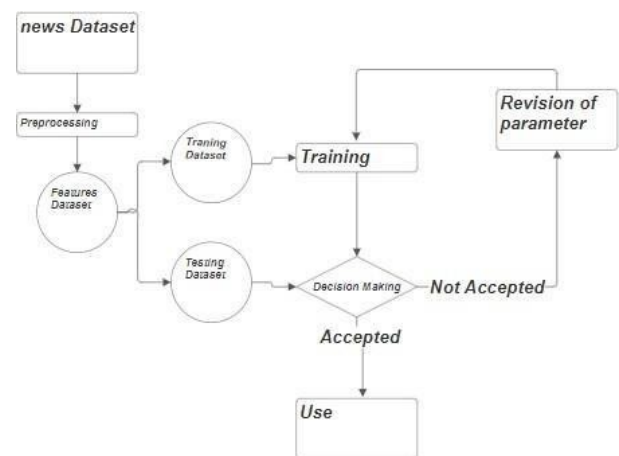 news Dataset
Preprocessing
Features
Dataset
Traning
Dataset
Testing
Dataset
Training
Decision Making
Revision of
parameter
Not Accepted
Accepted
Use